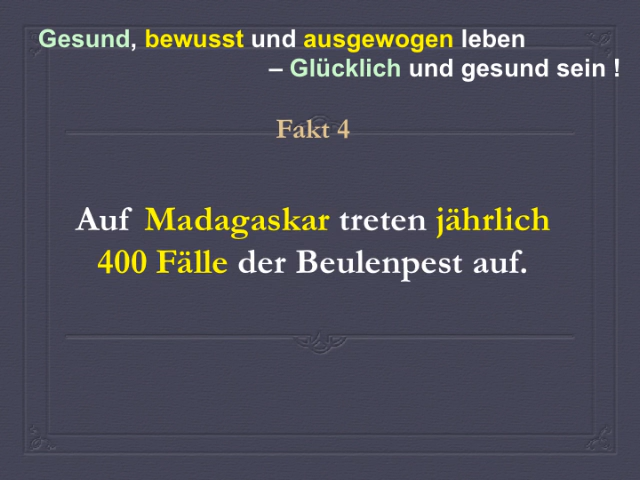 Gesund, bewusst und ausgewogen leben
– Glücklich und gesund sein !
Fakt 4
Auf Madagaskar treten jährlich
400 Fälle der Beulenpest auf.